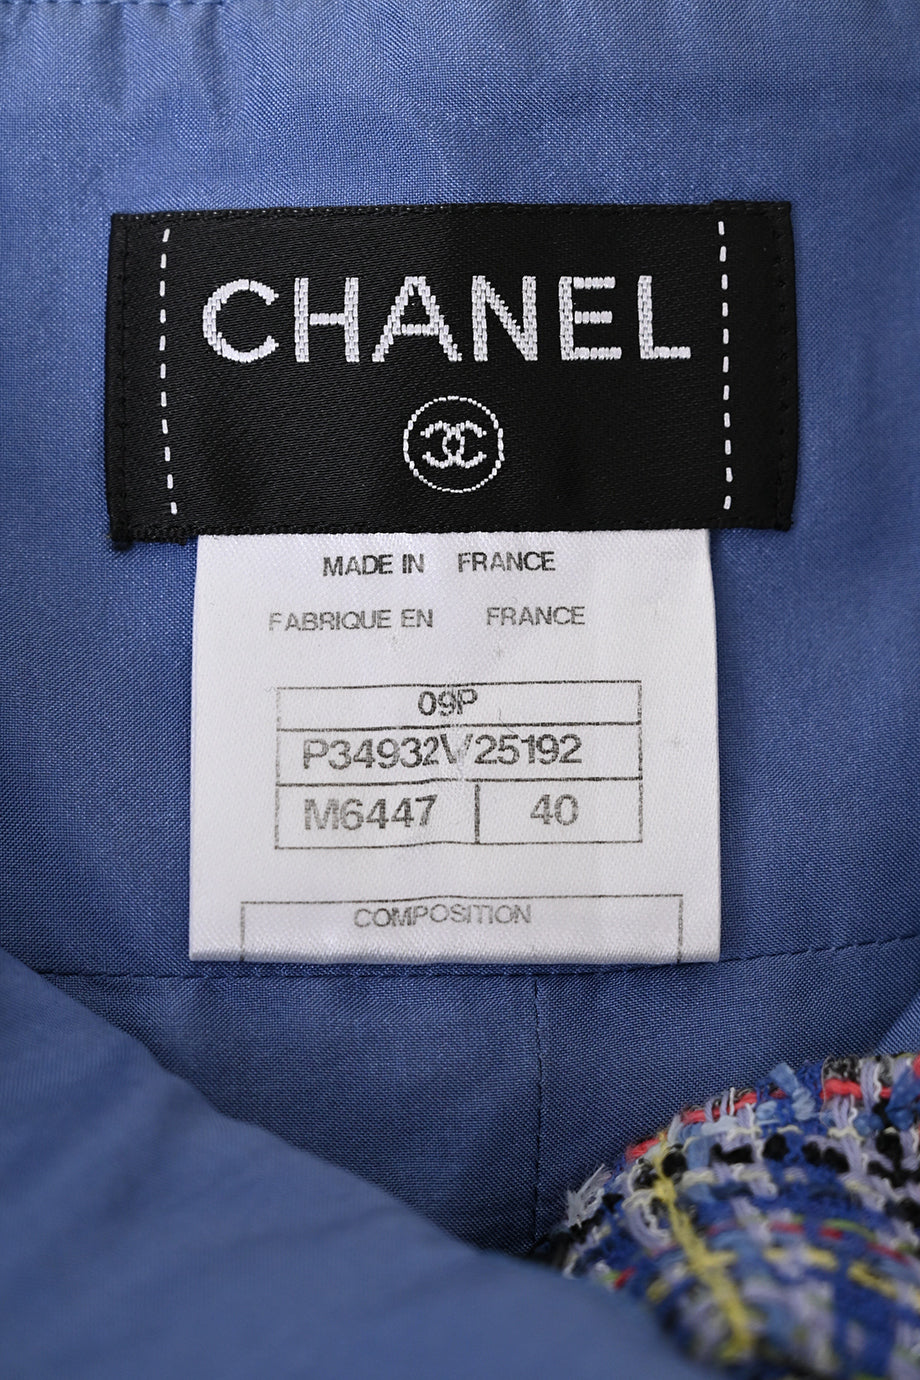 CHANEL
MADE IN FRANCE
FABRIQUE EN FRANCE
09P
P34932V25192
M6447 40
COMPOSITION